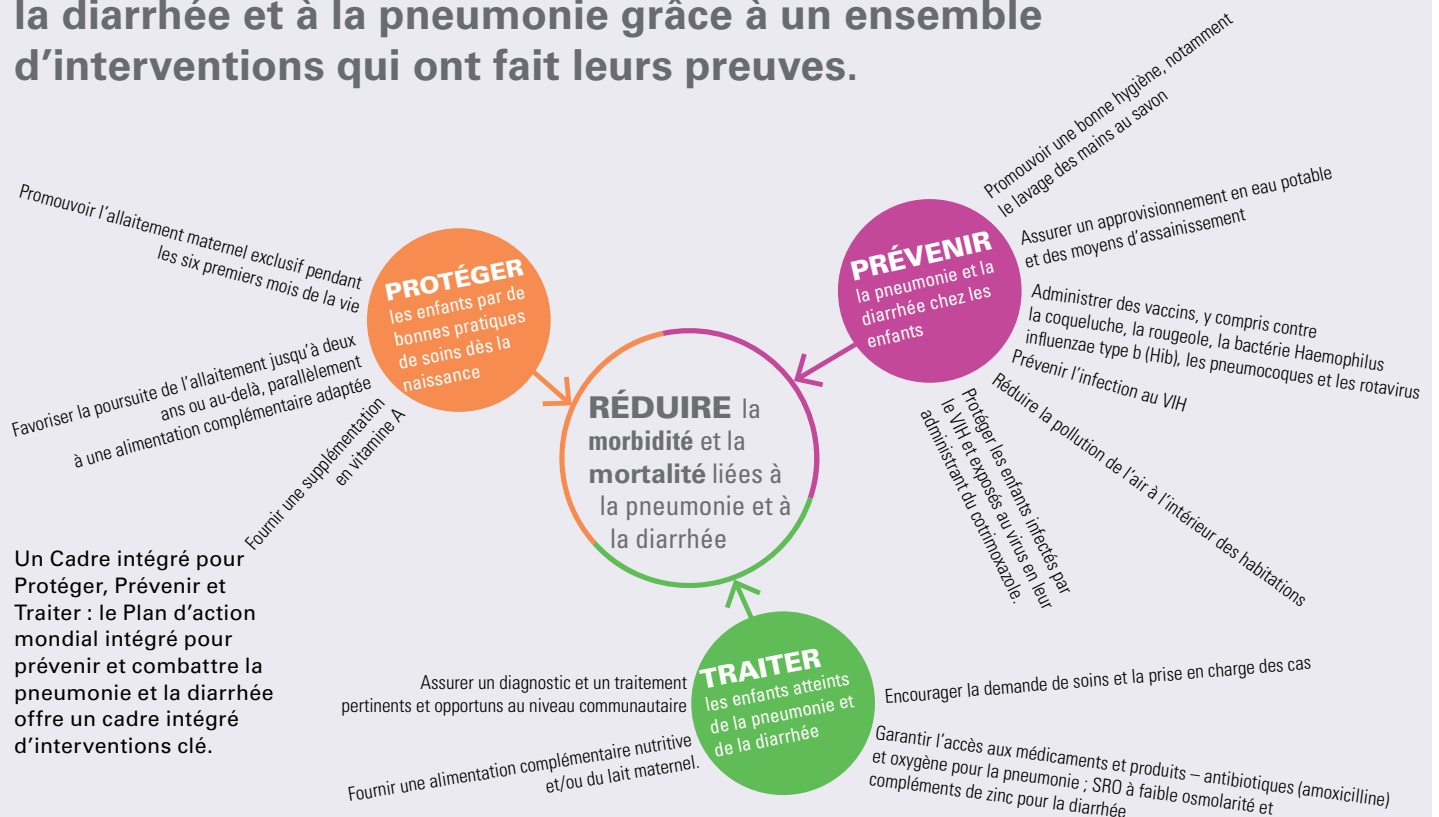 la diarrhée et à la pneumonie grâce à un ensemble
d’interventions qui ont fait leurs preuves.
Promouvoir l’allaitement maternel exclusif pendant
les six premiers mois de la vie
Favoriser la poursuite de l’allaitement jusqu’à deux
ans ou au-delà, parallèlement
à une alimentation complémentaire adaptée
Fournir une supplémentation
en vitamine A
PROTÉGER
les enfants par de
bonnes pratiques
de soins dès la
naissance
PRÉVENIR
la pneumonie et la
diarrhée chez les
enfants
Promouvoir une bonne hygiène, notamment
le lavage des mains au savon
Assurer un approvisionnement en eau potable
et des moyens d’assainissement
Administrer des vaccins, y compris contre
la coqueluche, la rougeole, la bactérie Haemophilus
influenzae type b (Hib), les pneumocoques et les rotavirus
Prévenir l’infection au VIH
Réduire la pollution de l’air à l’intérieur des habitations
Protéger les enfants infectés par
le VIH et exposés au virus en leur
administrant du cotrimoxazole.
RÉDUIRE la
morbidité et la
mortalité liées à
la pneumonie et à
la diarrhée
Un Cadre intégré pour
Protéger, Prévenir et
Traiter : le Plan d’action
mondial intégré pour
prévenir et combattre la
pneumonie et la diarrhée
offre un cadre intégré
d’interventions clé.
TRAITER
les enfants atteints
de la pneumonie et
de la diarrhée
Assurer un diagnostic et un traitement
pertinents et opportuns au niveau communautaire
Fournir une alimentation complémentaire nutritive
et/ou du lait maternel.
Encourager la demande de soins et la prise en charge des cas
Garantir l’accès aux médicaments et produits – antibiotiques (amoxicilline)
et oxygène pour la pneumonie ; SRO à faible osmolarité et
compléments de zinc pour la diarrhée